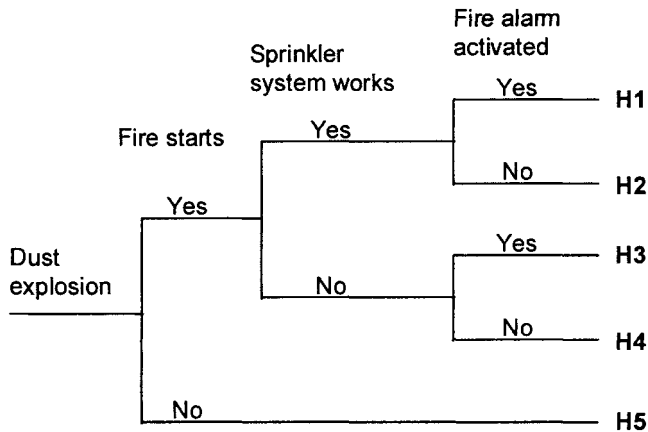 Fire alarm
activated
Sprinkler
system works
Yes
H1
Yes
Fire starts
No
H2
Yes
Yes
H3
Dust
explosion
No
No
H4
No
H5